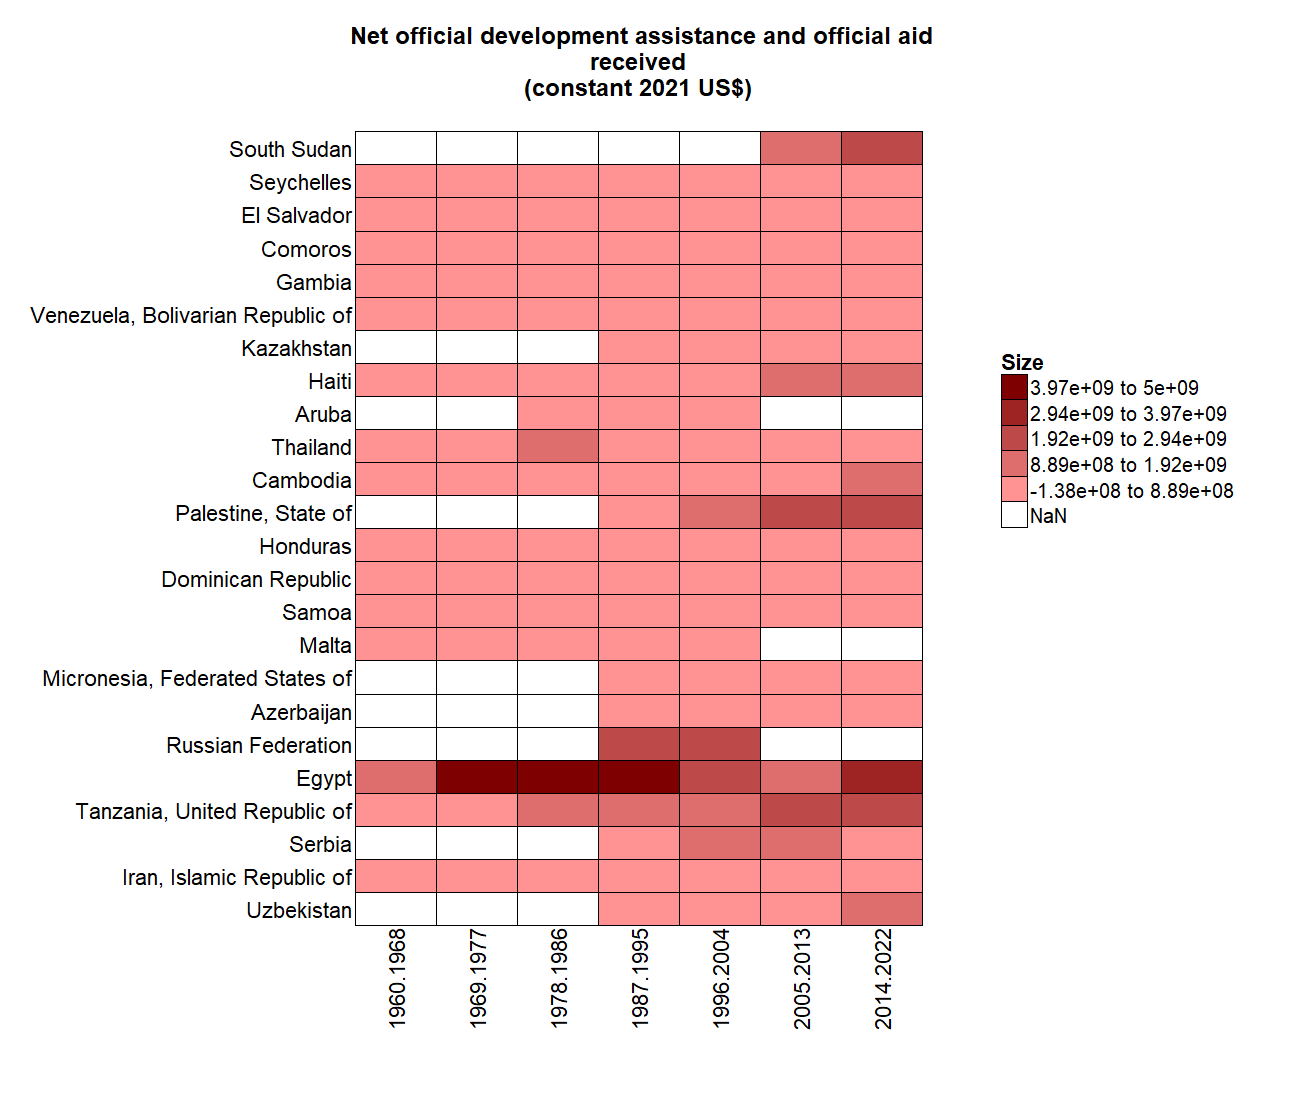 Net official development assistance and official aid
received
(constant 2021 US$)
South Sudan
Seychelles
El Salvador
Comoros
Gambia
Venezuela, Bolivarian Republic of
Kazakhstan
Haiti
Aruba
Thailand
Cambodia
Palestine, State of
Honduras
Dominican Republic
Samoa
Malta
Micronesia, Federated States of
Azerbaijan
Russian Federation
Egypt
Tanzania, United Republic of
Serbia
Iran, Islamic Republic of
Uzbekistan
1960.1968
1969.1977
1978.1986
1987.1995
1996.2004
2005.2013
2014.2022
Size
3.97e+09 to 5e+09
2.94e+09 to 3.97e+09
1.92e+09 to 2.94e+09
8.89e+08 to 1.92e+09
-1.38e+08 to 8.89e+08
NaN